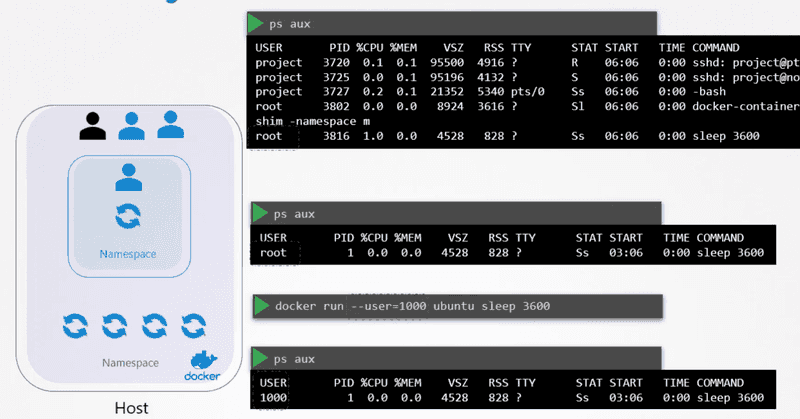 ps aux
USER PID %CPU %MEM VSZ RSS TTY STAT START TIME COMMAND
project 3720 0.1 0.1 95500 4916 ? R 06:06 0:00 sshd: project@pt
project 3725 0.0 0.1 95196 4132 ? S 06:06 0:00 sshd: project@no
project 3727 0.2 0.1 21352 5340 pts/0 Ss 06:06 0:00 -bash
root 3802 0.0 0.0 8924 3616 ? Sl 06:06 0:00 docker-container
shim -namespace m
root 3816 1.0 0.0 4528 828 ? Ss 06:06 0:00 sleep 3600
ps aux
USER PID %CPU %MEM VSZ RSS TTY STAT START TIME COMMAND
root 1 0.0 0.0 4528 828 ? Ss 03:06 0:00 sleep 3600
Namespace
docker run --user=1000 ubuntu sleep 3600
ps aux
USER PID %CPU %MEM VSZ RSS TTY STAT START TIME COMMAND
1000 1 0.0 0.0 4528 828 ? Ss 03:06 0:00 sleep 3600
Namespace
docker
Host